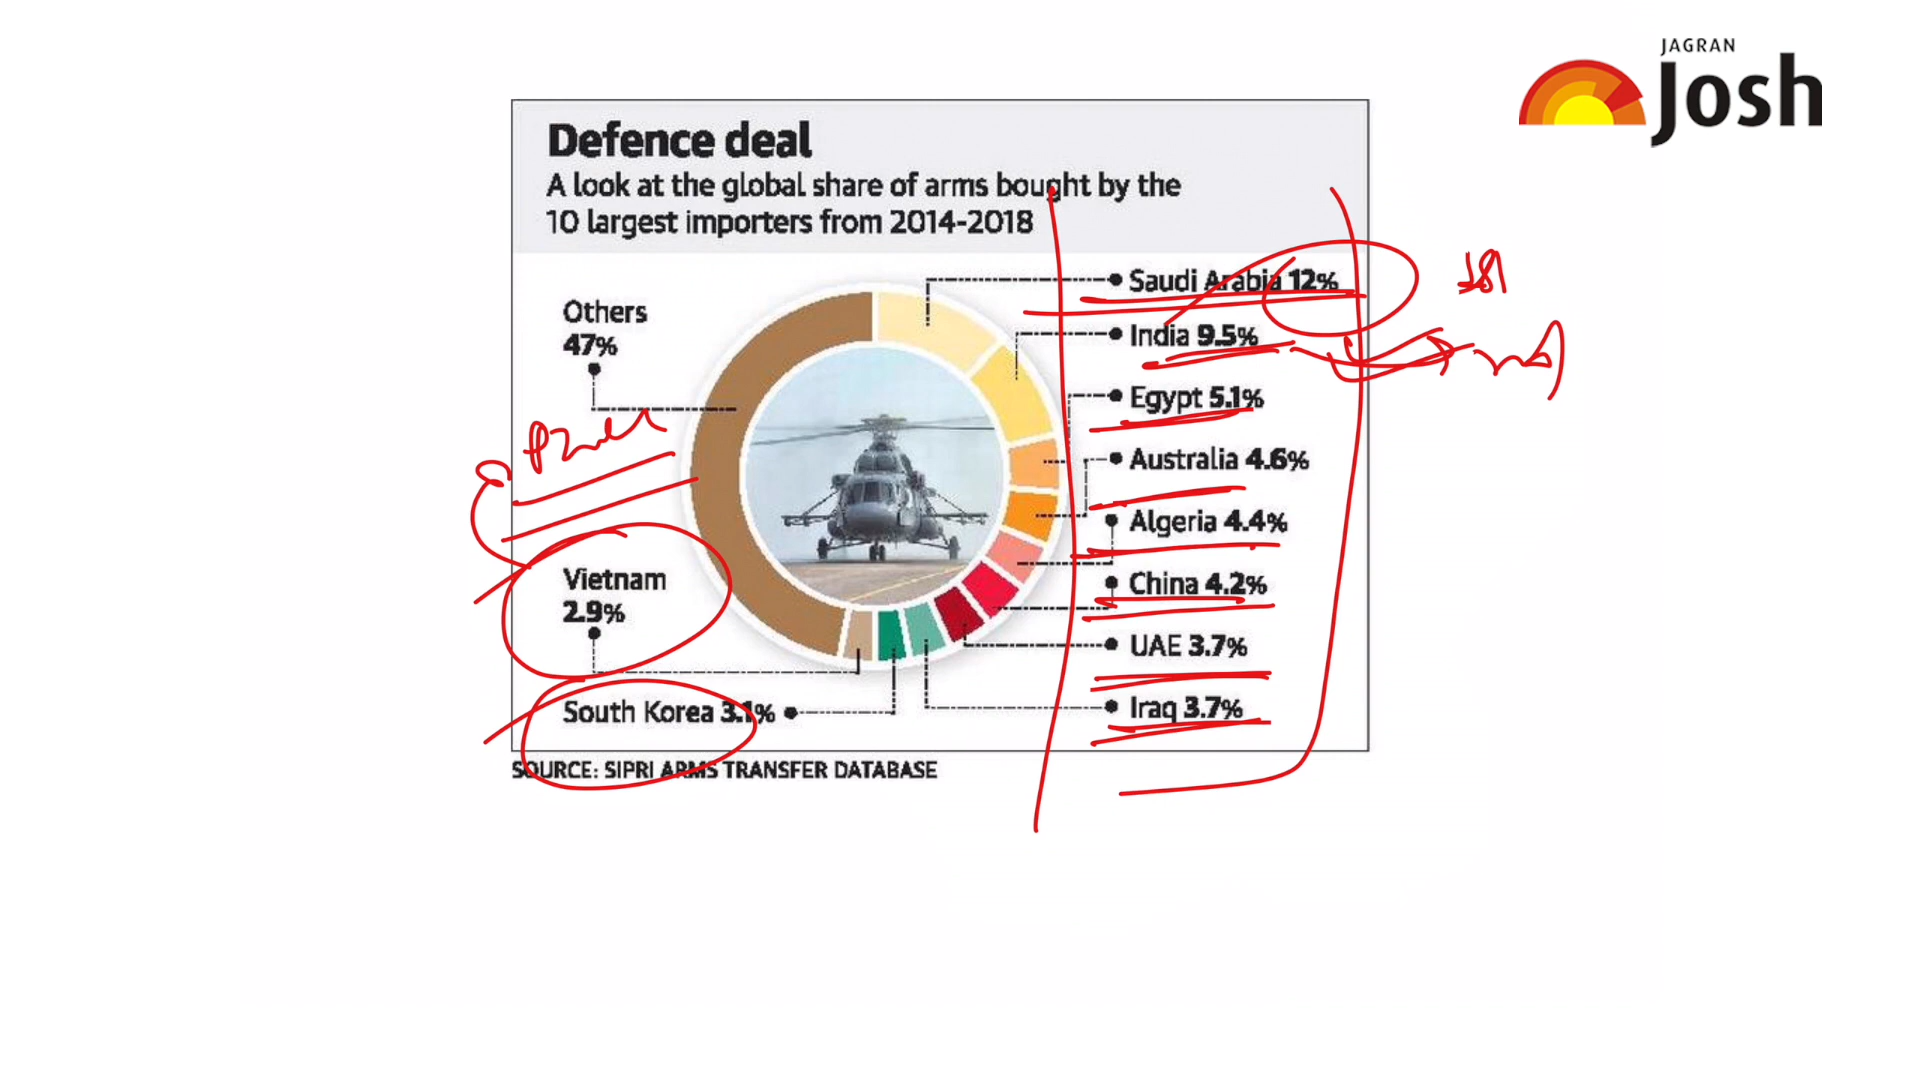 JAGRAN
Josh
Defence deal
A look at the global share of arms bought by the
10 largest importers from 2014-2018
Others
47%
Saudi Arabia 12%
India 9.5%
Egypt 5.1%
Australia 4.6%
Algeria 4.4%
China 4.2%
UAE 3.7%
Iraq 3.7%
Vietnam
2.9%
South Korea 3.1%
SOURCE: SIPRI ARMS TRANSFER DATABASE